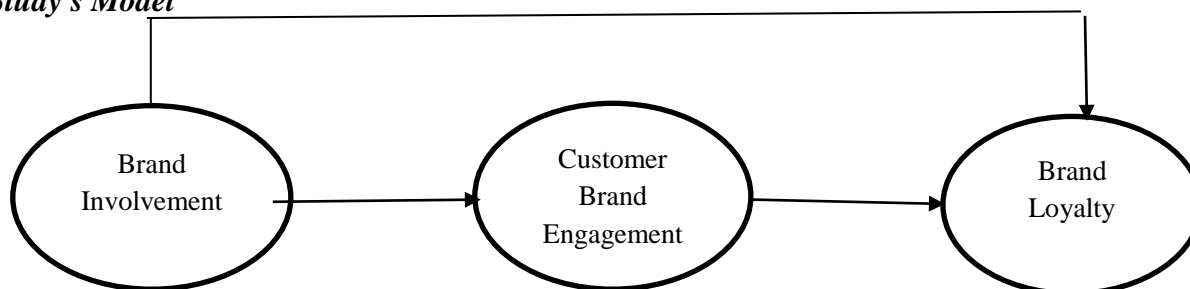 Study's Model
Brand
Involvement
Customer
Brand
Engagement
Brand
Loyalty